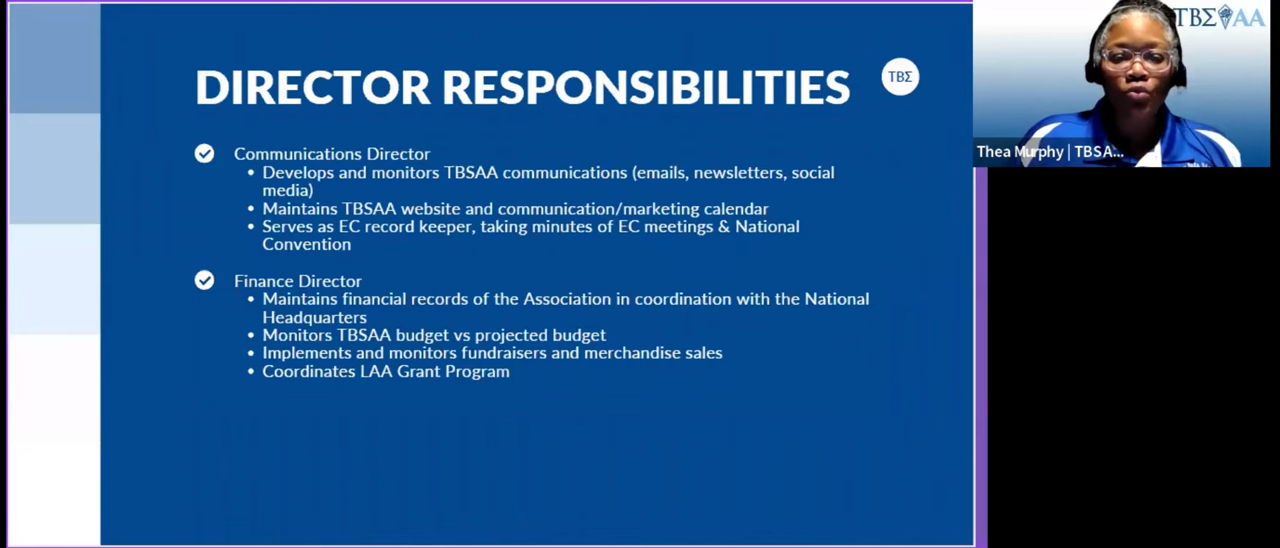 DIRECTOR RESPONSIBILITIES
TBΣ
Communications Director
• Develops and monitors TBSAA communications (emails, newsletters, social
media)
• Maintains TBSAA website and communication/marketing calendar
• Serves as EC record keeper, taking minutes of EC meetings & National
Convention
Finance Director
• Maintains financial records of the Association in coordination with the National
Headquarters
• Monitors TBSAA budget vs projected budget
• Implements and monitors fundraisers and merchandise sales
• Coordinates LAA Grant Program
TBΣ AA
Thea Murphy | TBSA...